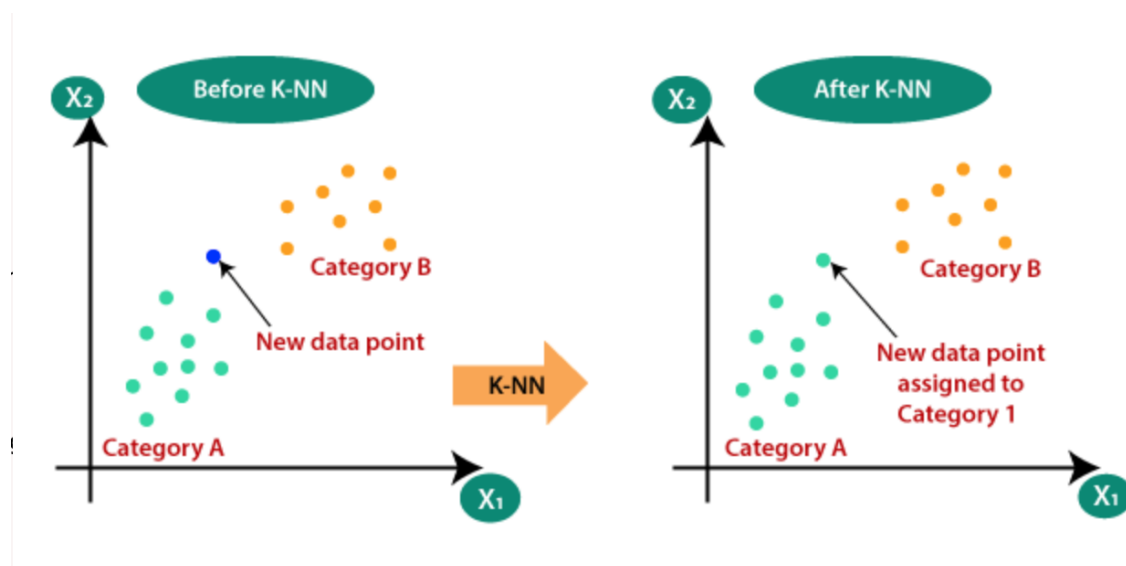 Before K-NN
X₂
Category B
New data point
Category A
X₁
K-NN
After K-NN
X₂
Category B
New data point
assigned to
Category 1
Category A
X₁